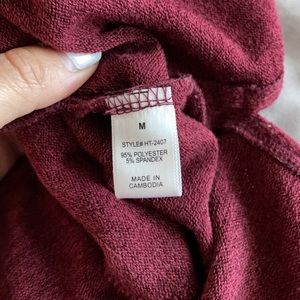 M
STYLE# HT-2407
95% POLYESTER
5% SPANDEX
MADE IN
CAMBODIA